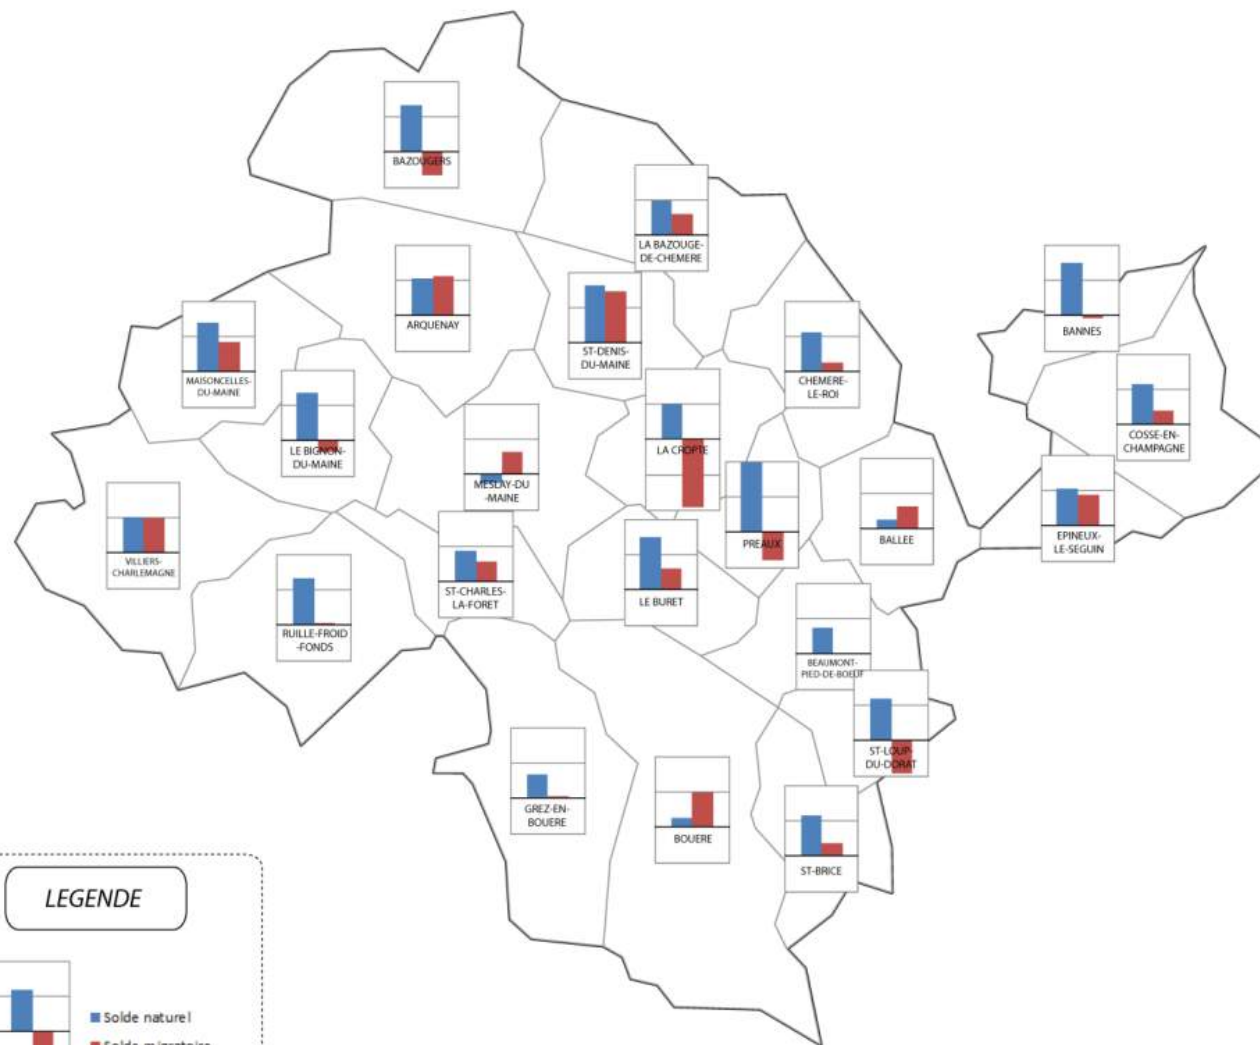 BAZOUGERS
LA BAZOUGE-
DE-CHEMERE
ARQUENAY
BANNES
ST-DENIS-
DU-MAINE
MAISONCELLES-
DU-MAINE
CHEMERE-
LE-ROI
COSSE-EN-
CHAMPAGNE
LE BIGNON-
DU-MAINE
LA CROPTE
MESLAY-DU
-MAINE
PREAUX
BALLEE
EPINEUX-
LE-SEGUIN
VILLIERS-
CHARLEMAGNE
ST-CHARLES-
LA-FORET
LE BURET
RUILLE-FROID
-FONDS
BEAUMONT-
PIED-DE-BOEUF
ST-LOUP-
DU-DORAT
GREZ-EN-
BOUERE
BOUERE
ST-BRICE
LEGENDE
Solde naturel
Solde migratoire